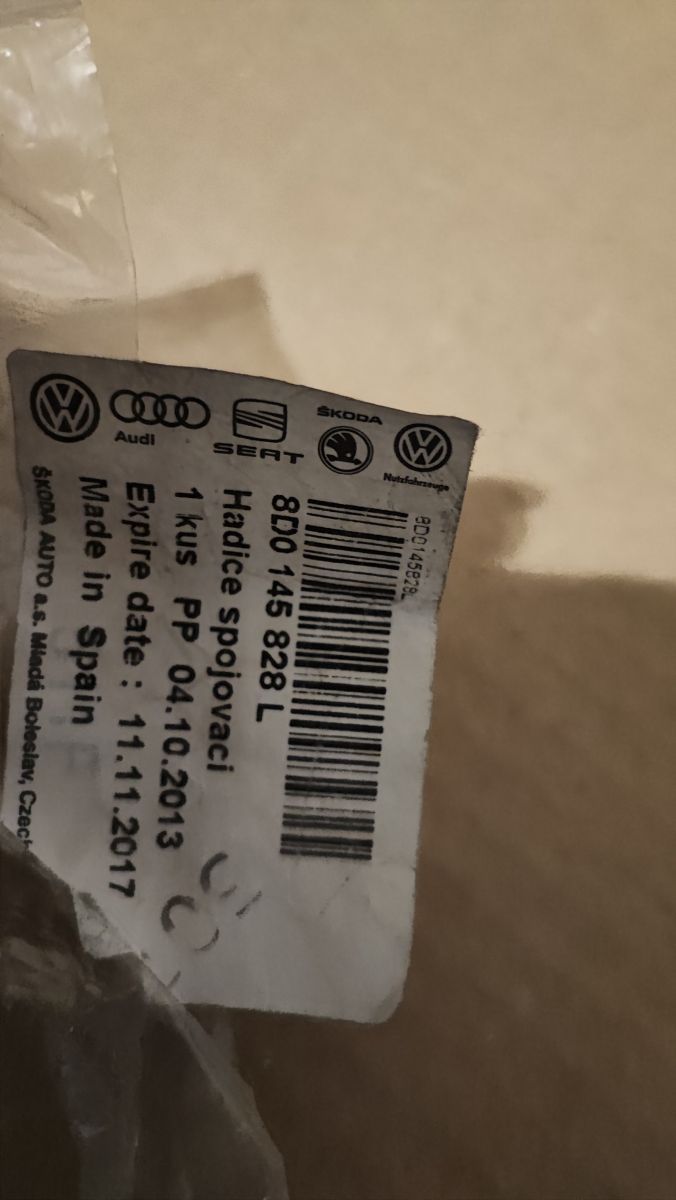 Audi
SEAT
ŠKODA
Nutzfahrzeuge
8D0145828L
8D0 145 828 L
Hadice spojovaci
1 kus PP 04.10.2013
Expire date : 11.11.2017
Made in Spain
ŠKODA AUTO a.s. Mladá Boleslav, Czech